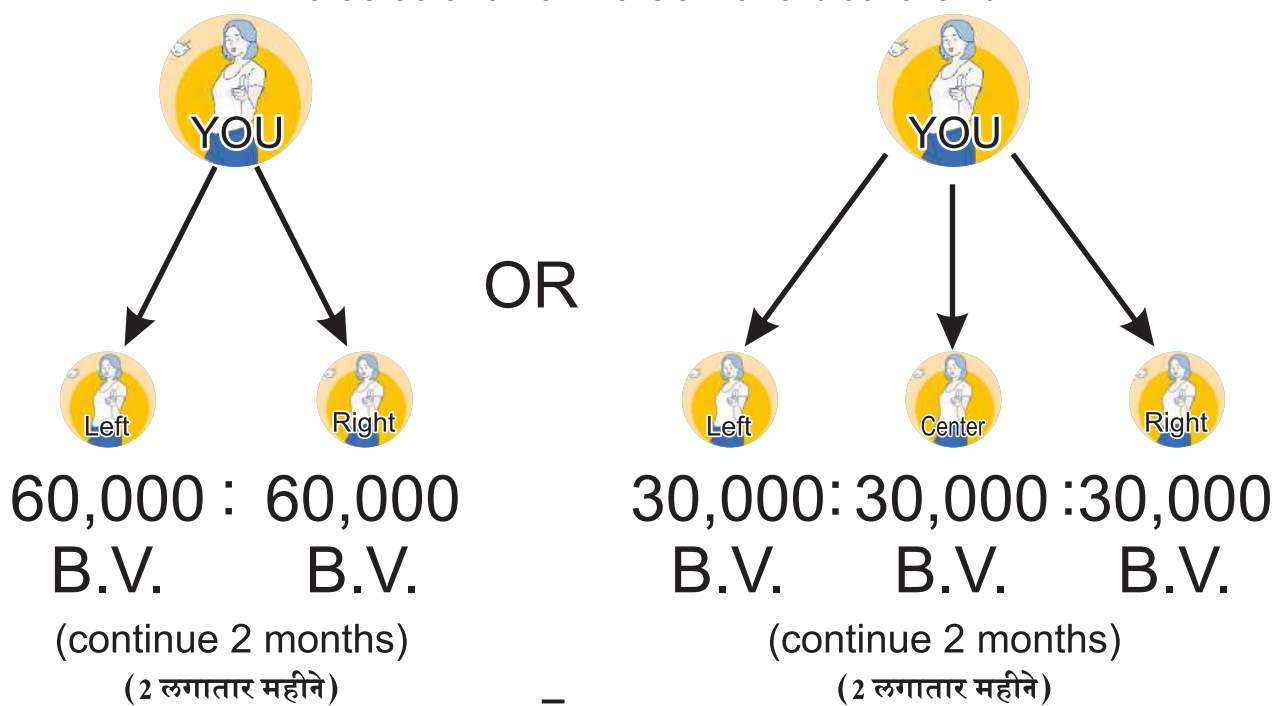 YOU
Left
Right
60,000 : 60,000
B.V. B.V.
(continue 2 months)
(2 लगातार महीने)
OR
YOU
Left
Center
Right
30,000 : 30,000 : 30,000
B.V. B.V. B.V.
(continue 2 months)
(2 लगातार महीने)